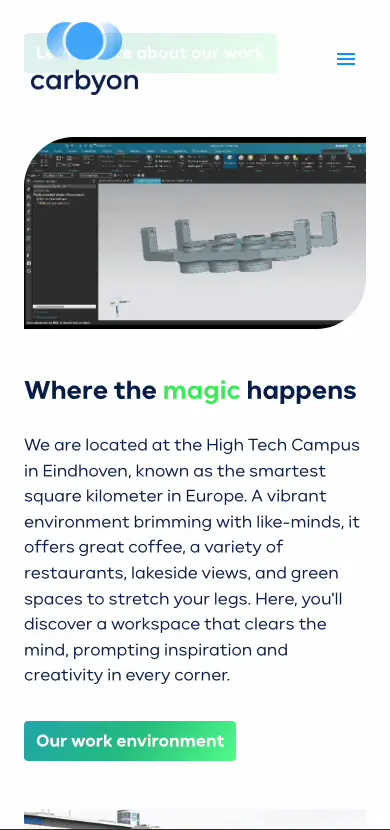 Learn more about our work
carbyon
Where the magic happens
We are located at the High Tech Campus
in Eindhoven, known as the smartest
square kilometer in Europe. A vibrant
environment brimming with like-minds, it
offers great coffee, a variety of
restaurants, lakeside views, and green
spaces to stretch your legs. Here, you'll
discover a workspace that clears the
mind, prompting inspiration and
creativity in every corner.
Our work environment